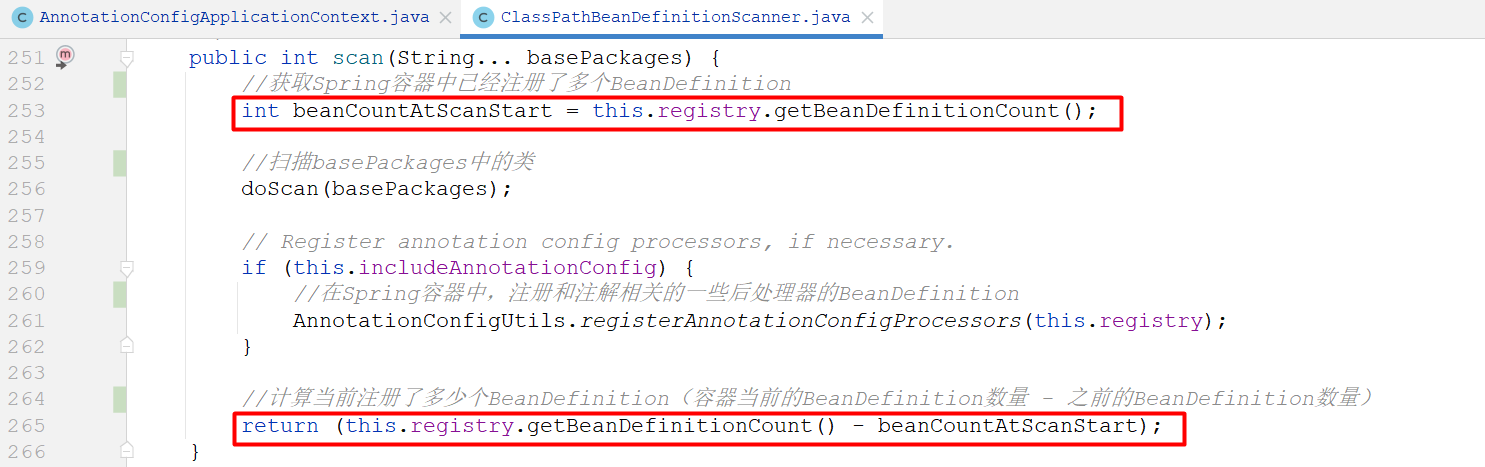 AnnotationConfigApplicationContext.java
ClassPathBeanDefinitionScanner.java
251 public int scan(String... basePackages) {
252 //获取Spring容器中已经注册了多个BeanDefinition
253 int beanCountAtScanStart = this.registry.getBeanDefinitionCount();
254
255 //扫描basePackages中的类
256 doScan(basePackages);
257
258 // Register annotation config processors, if necessary.
259 if (this.includeAnnotationConfig) {
260 //在Spring容器中，注册和注解相关的一些后处理器的BeanDefinition
261 AnnotationConfigUtils.registerAnnotationConfigProcessors(this.registry);
262 }
263
264 //计算当前注册了多少个BeanDefinition（容器当前的BeanDefinition数量 - 之前的BeanDefinition数量）
265 return (this.registry.getBeanDefinitionCount() - beanCountAtScanStart);
266 }